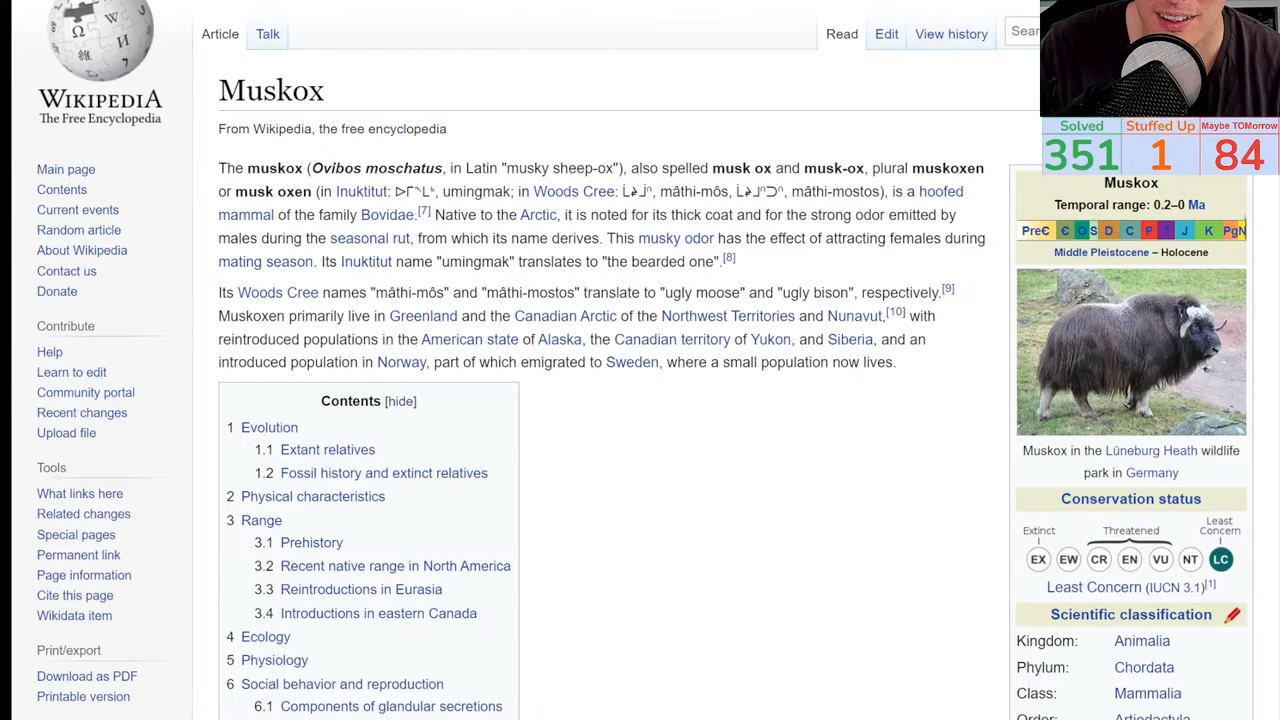 Article
Talk
Read
Edit
View history
Sear
WIKIPEDIA
The Free Encyclopedia
Main page
Contents
Current events
Random article
About Wikipedia
Contact us
Donate
Contribute
Help
Learn to edit
Community portal
Recent changes
Upload file
Tools
What links here
Related changes
Special pages
Permanent link
Page information
Cite this page
Wikidata item
Print/export
Download as PDF
Printable version
Muskox
From Wikipedia, the free encyclopedia
The muskox (Ovibos moschatus, in Latin "musky sheep-ox"), also spelled musk ox and musk-ox, plural muskoxen
or musk oxen (in Inuktitut: ᐅᒥᖕᒪᒃ, umingmak; in Woods Cree: mâthi-môs, mâthi-mostos), is a hoofed
mammal of the family Bovidae.[7] Native to the Arctic, it is noted for its thick coat and for the strong odor emitted by
males during the seasonal rut, from which its name derives. This musky odor has the effect of attracting females during
mating season. Its Inuktitut name "umingmak" translates to "the bearded one".[8]
Its Woods Cree names "mâthi-môs" and "mâthi-mostos" translate to "ugly moose" and "ugly bison", respectively.[9]
Muskoxen primarily live in Greenland and the Canadian Arctic of the Northwest Territories and Nunavut,[10] with
reintroduced populations in the American state of Alaska, the Canadian territory of Yukon, and Siberia, and an
introduced population in Norway, part of which emigrated to Sweden, where a small population now lives.
Contents [hide]
1 Evolution
1.1 Extant relatives
1.2 Fossil history and extinct relatives
2 Physical characteristics
3 Range
3.1 Prehistory
3.2 Recent native range in North America
3.3 Reintroductions in Eurasia
3.4 Introductions in eastern Canada
4 Ecology
5 Physiology
6 Social behavior and reproduction
6.1 Components of glandular secretions
Solved
Stuffed Up
Maybe TOMorrow
351
1
84
Muskox
Temporal range: 0.2–0 Ma
PreꞒ Ꞓ O S D C P T J K PgN
Middle Pleistocene – Holocene
Muskox in the Lüneburg Heath wildlife
park in Germany
Conservation status
Extinct
Threatened
Least
Concern
EX EW CR EN VU NT LC
Least Concern (IUCN 3.1)[1]
Scientific classification
Kingdom: Animalia
Phylum: Chordata
Class: Mammalia
Order: Artiodactyla